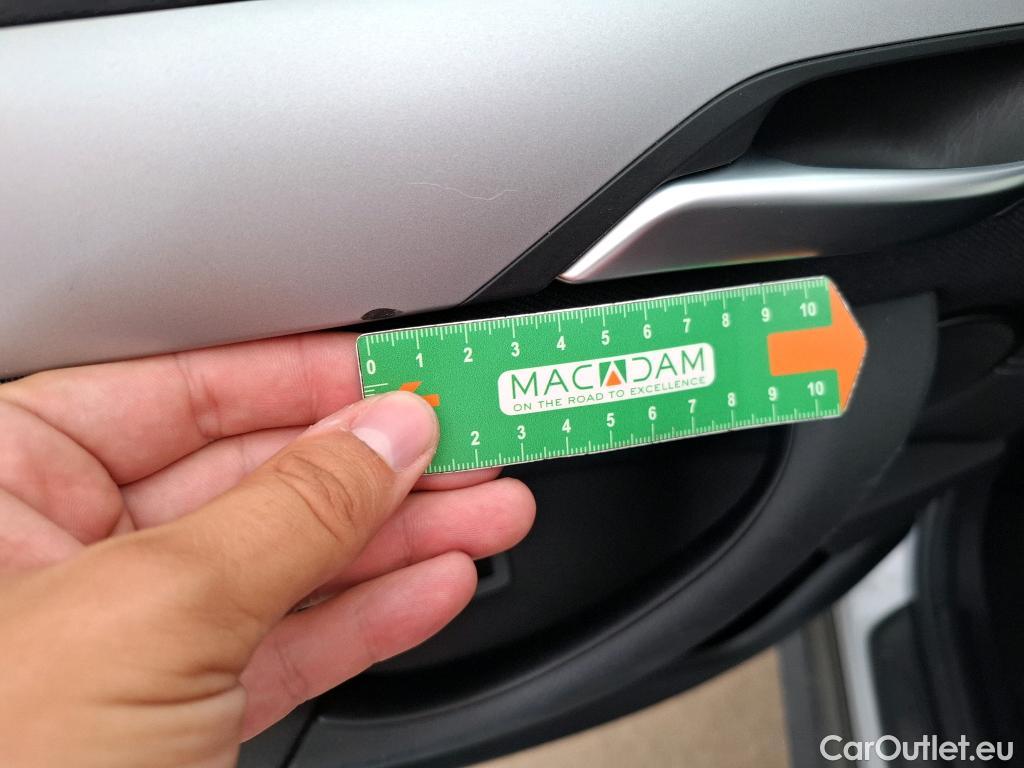 0 1 2 3 4 5 6 7 8 9 10
MACADAM
ON THE ROAD TO EXCELLENCE
2 3 4 5 6 7 8 9 10
CarOutlet.eu